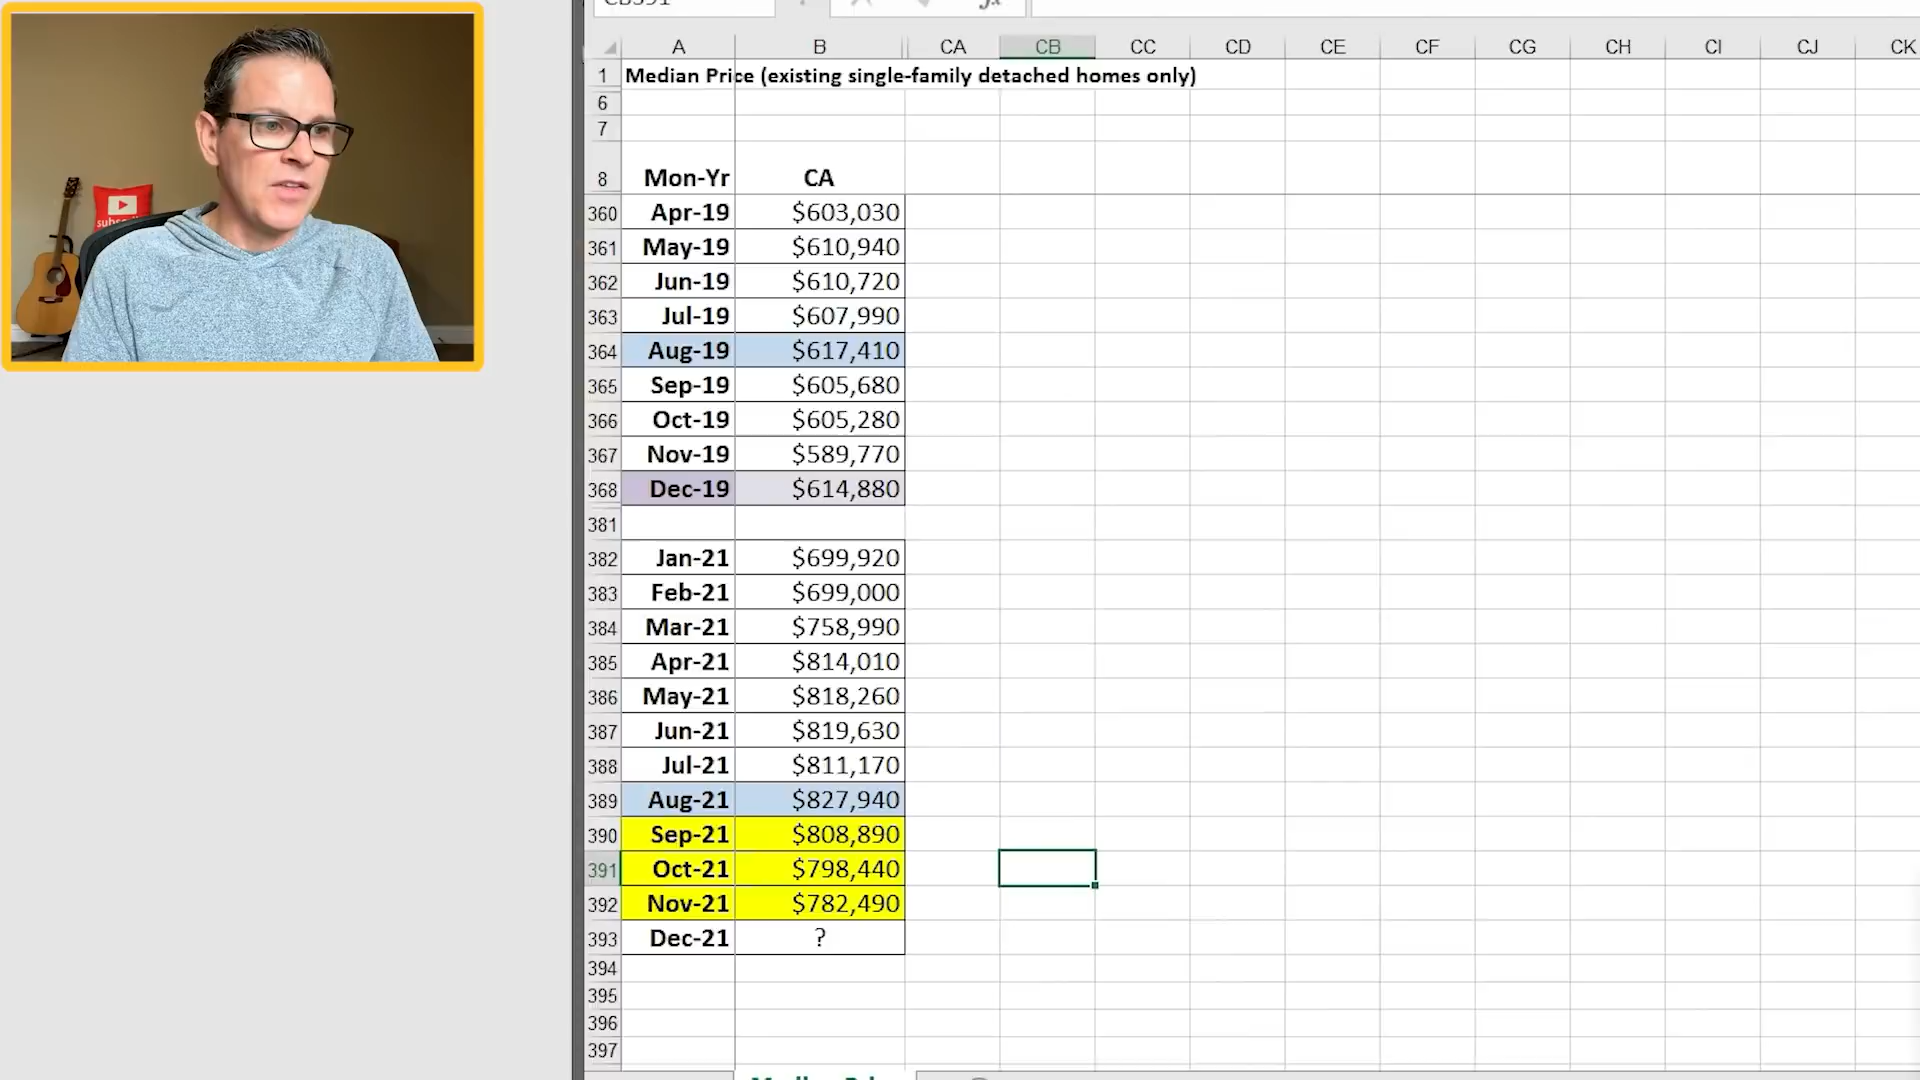 subscribe
A B CA CB CC CD CE CF CG CH CI CJ CK
1 Median Price (existing single-family detached homes only)
6
7
8 Mon-Yr CA
360 Apr-19 $603,030
361 May-19 $610,940
362 Jun-19 $610,720
363 Jul-19 $607,990
364 Aug-19 $617,410
365 Sep-19 $605,680
366 Oct-19 $605,280
367 Nov-19 $589,770
368 Dec-19 $614,880
381
382 Jan-21 $699,920
383 Feb-21 $699,000
384 Mar-21 $758,990
385 Apr-21 $814,010
386 May-21 $818,260
387 Jun-21 $819,630
388 Jul-21 $811,170
389 Aug-21 $827,940
390 Sep-21 $808,890
391 Oct-21 $798,440
392 Nov-21 $782,490
393 Dec-21 ?
394
395
396
397